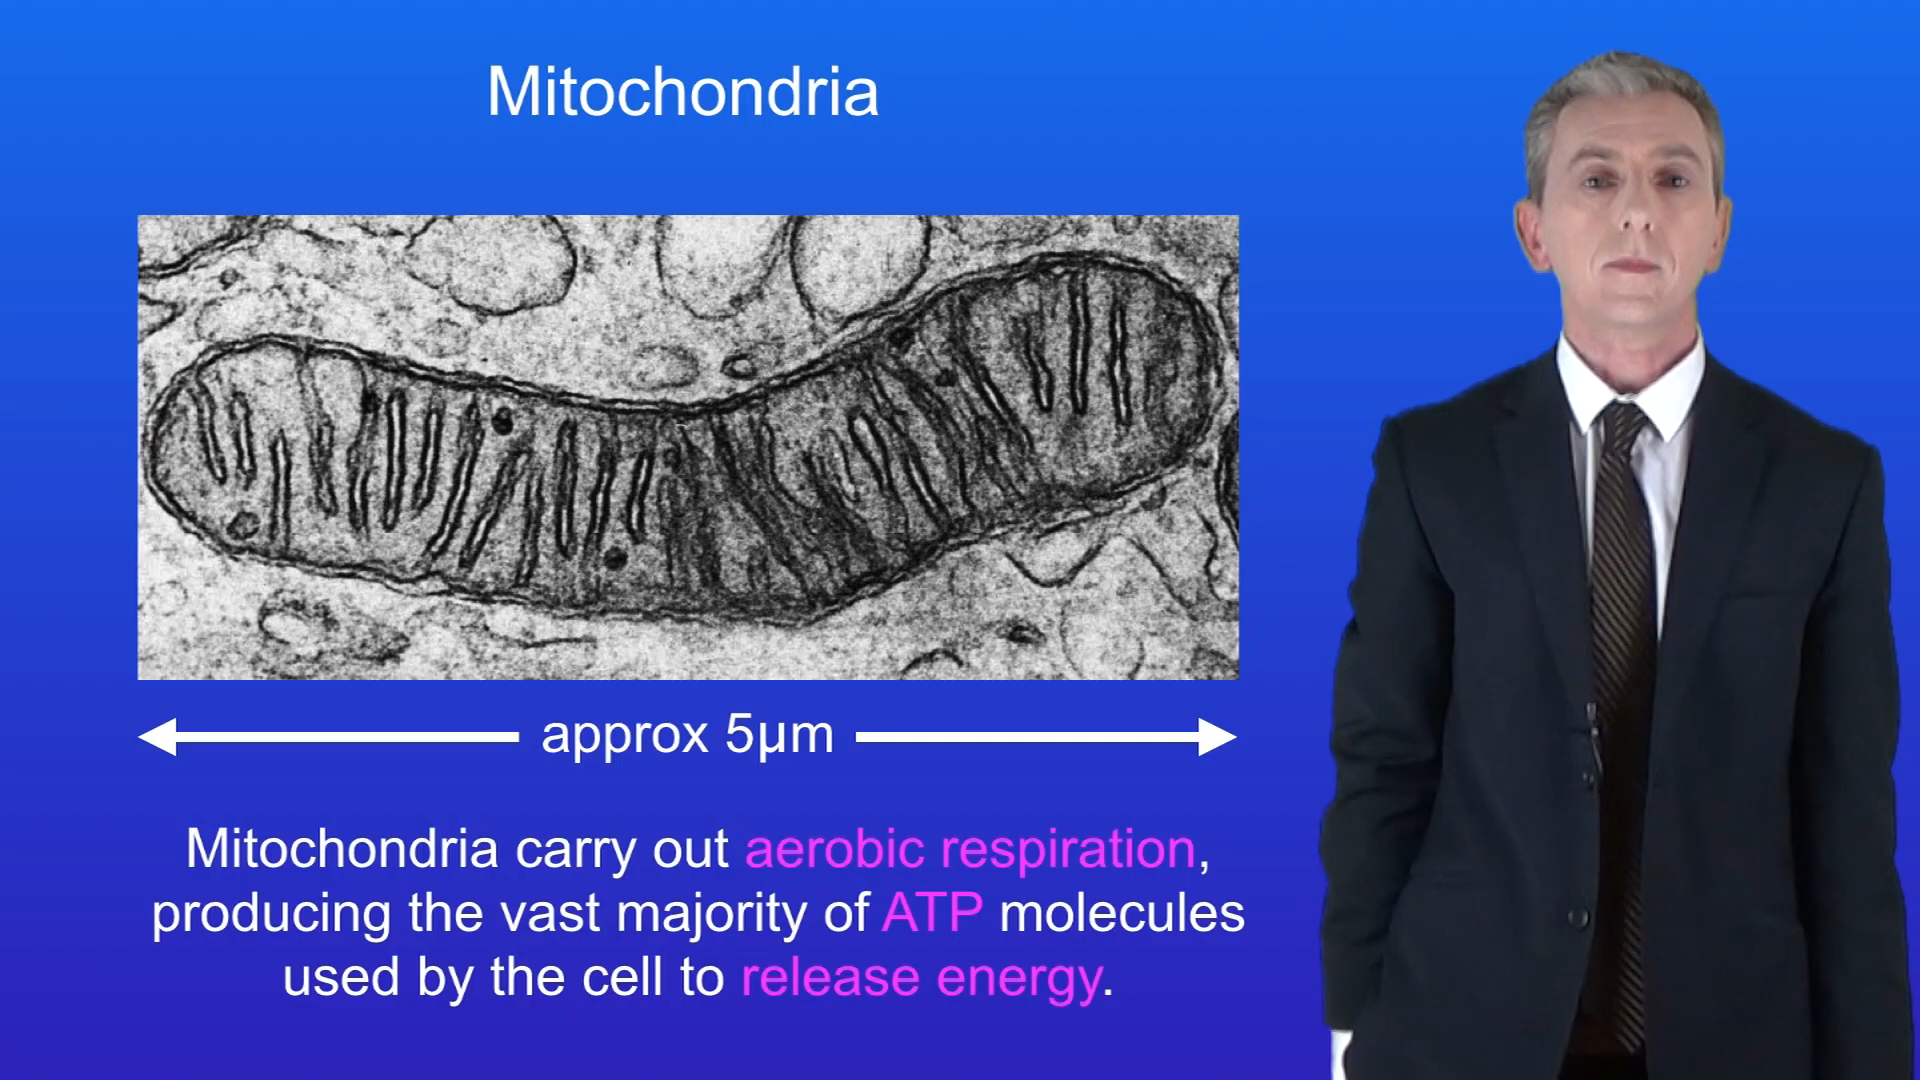 Mitochondria
approx 5µm
Mitochondria carry out aerobic respiration,
producing the vast majority of ATP molecules
used by the cell to release energy.